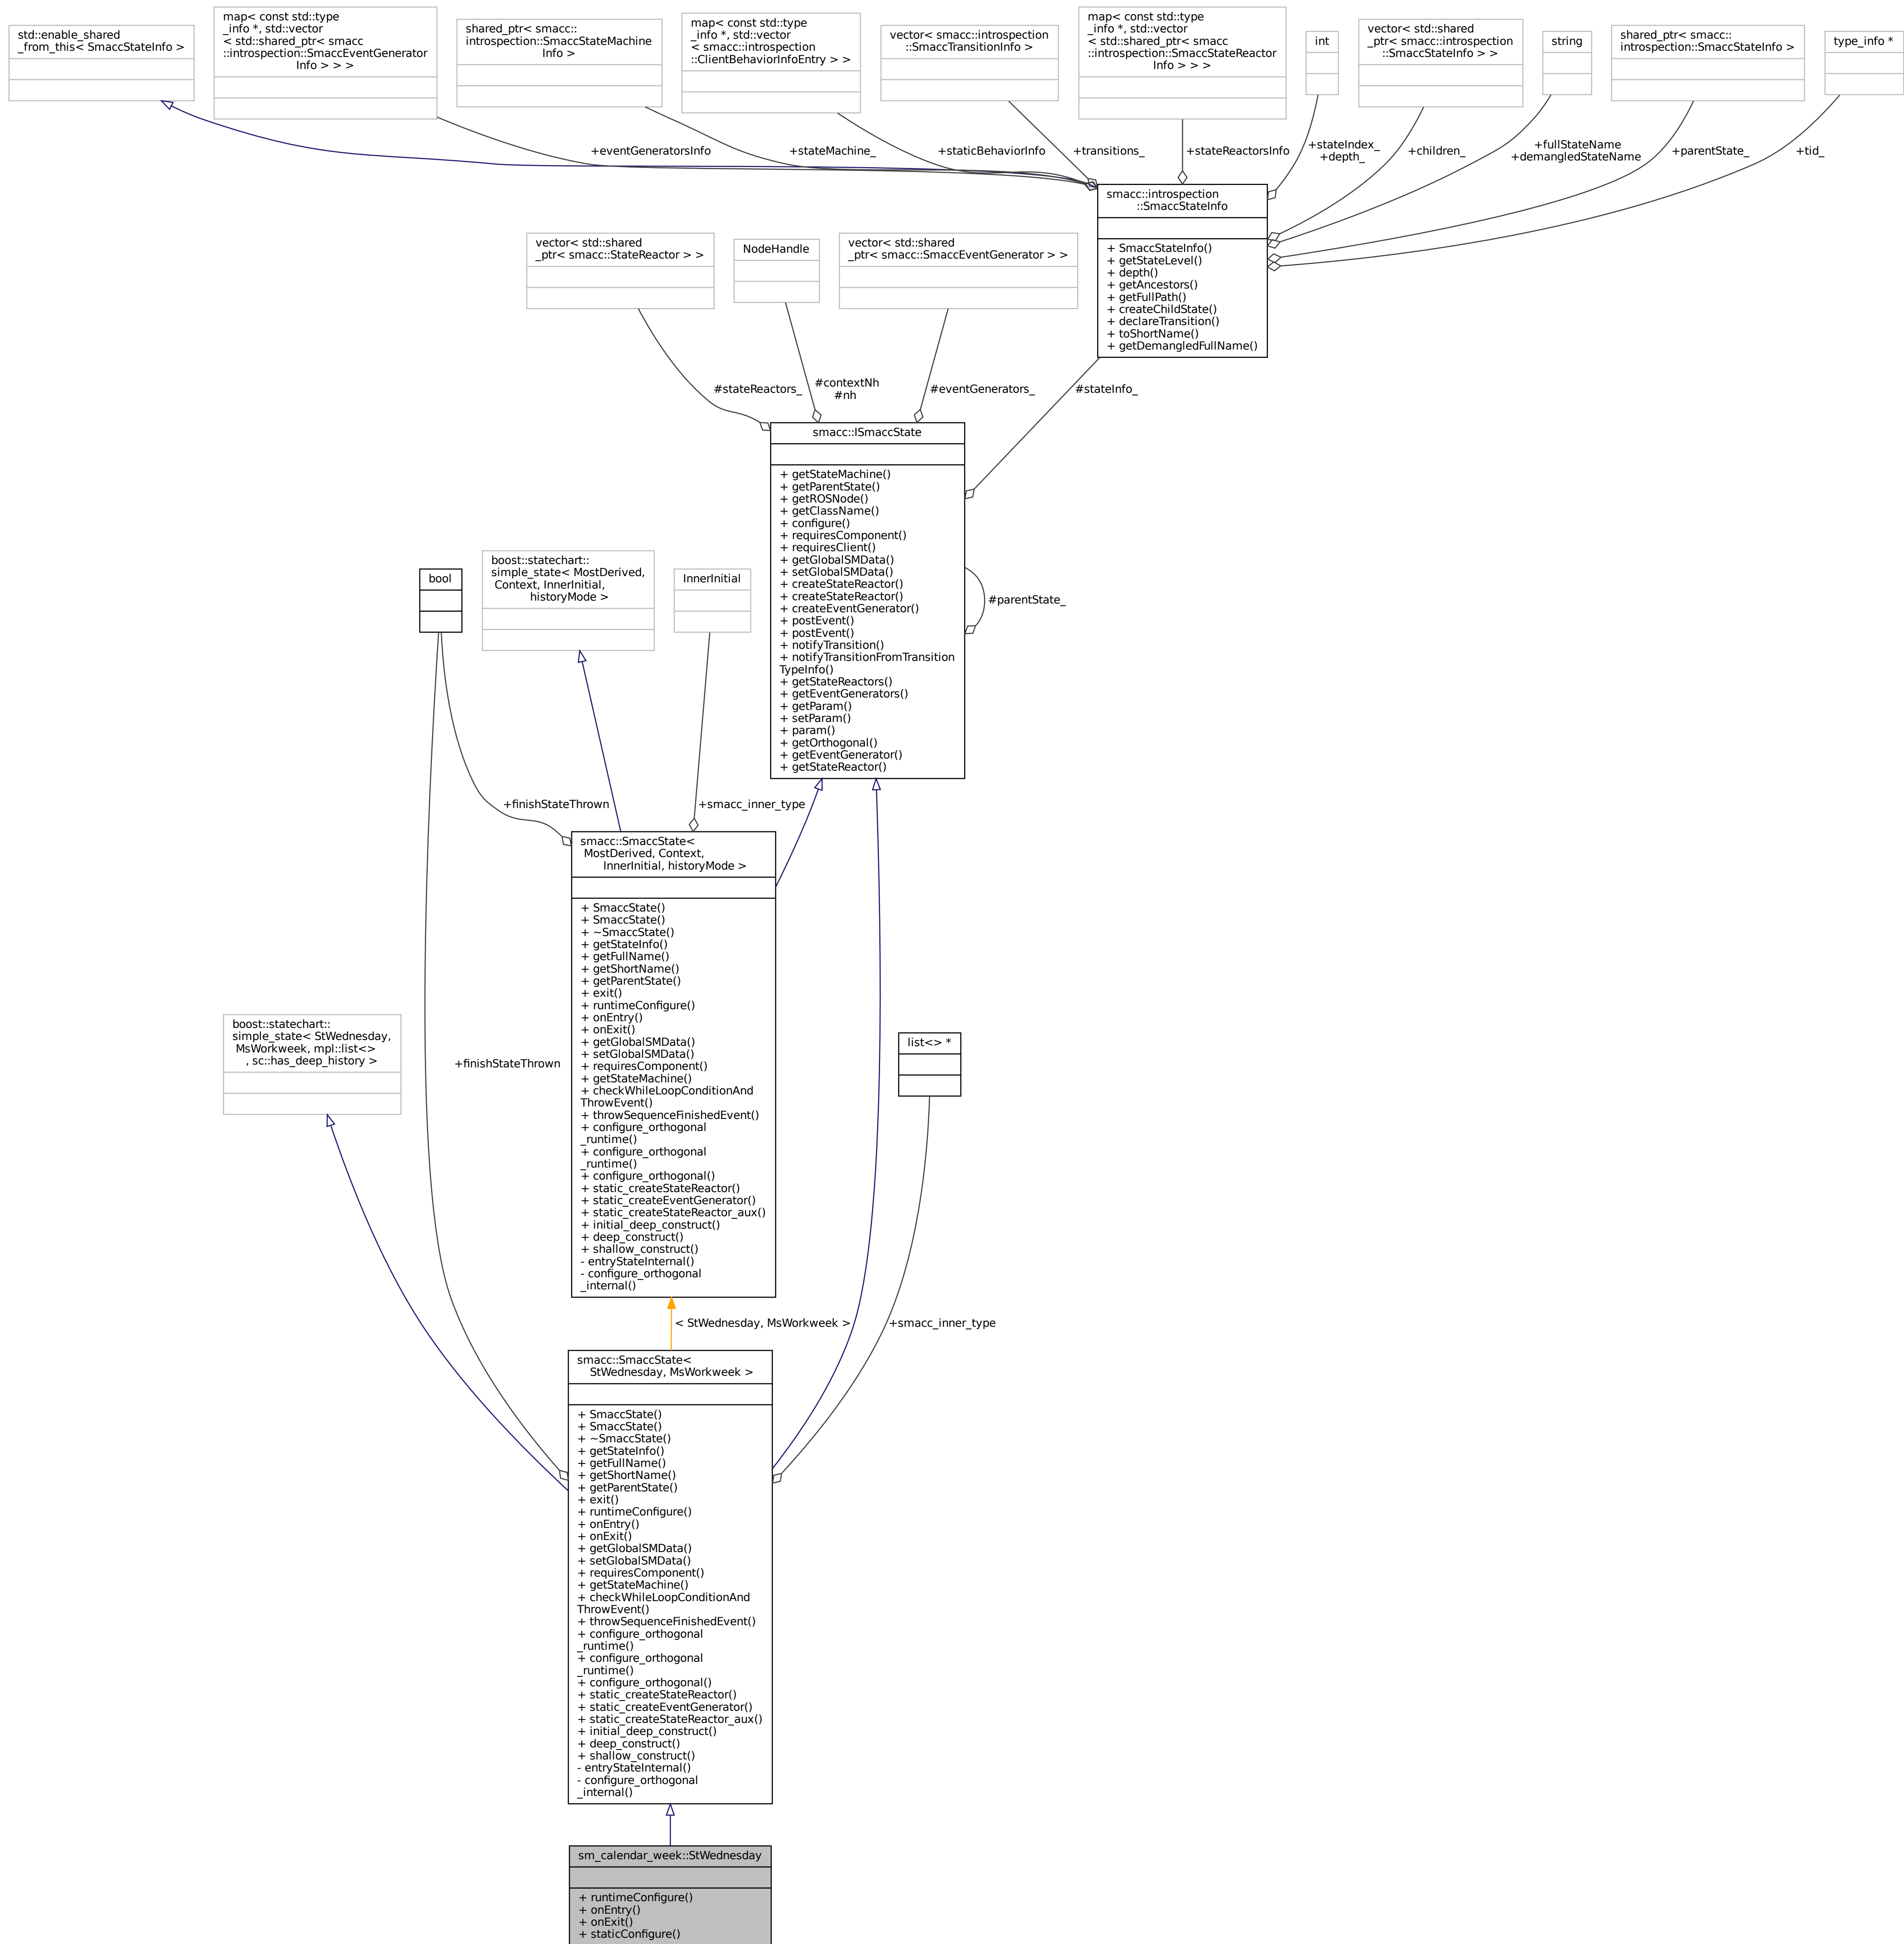 std::enable_shared
_from_this< SmaccStateInfo >
map< const std::type
_info *, std::vector
< std::shared_ptr< smacc
::introspection::SmaccEventGenerator
Info > > >
shared_ptr< smacc::
introspection::SmaccStateMachine
Info >
map< const std::type
_info *, std::vector
< smacc::introspection
::ClientBehaviorInfoEntry > >
vector< smacc::introspection
::SmaccTransitionInfo >
map< const std::type
_info *, std::vector
< std::shared_ptr< smacc
::introspection::SmaccStateReactor
Info > > >
int
vector< std::shared
_ptr< smacc::introspection
::SmaccStateInfo > >
string
shared_ptr< smacc::
introspection::SmaccStateInfo >
type_info *
+eventGeneratorsInfo
+stateMachine_
+staticBehaviorInfo
+transitions_
+stateReactorsInfo
+stateIndex_
+depth_
+children_
+fullStateName
+demangledStateName
+parentState_
+tid_
smacc::introspection
::SmaccStateInfo
+ SmaccStateInfo()
+ getStateLevel()
+ depth()
+ getAncestors()
+ getFullPath()
+ createChildState()
+ declareTransition()
+ toShortName()
+ getDemangledFullName()
vector< std::shared
_ptr< smacc::StateReactor > >
NodeHandle
vector< std::shared
_ptr< smacc::SmaccEventGenerator > >
#stateReactors_
#contextNh
#nh
#eventGenerators_
#stateInfo_
smacc::ISmaccState
+ getStateMachine()
+ getParentState()
+ getROSNode()
+ getClassName()
+ configure()
+ requiresComponent()
+ requiresClient()
+ getGlobalSMData()
+ setGlobalSMData()
+ createStateReactor()
+ createStateReactor()
+ createEventGenerator()
+ postEvent()
+ postEvent()
+ notifyTransition()
+ notifyTransitionFromTransition
TypeInfo()
+ getStateReactors()
+ getEventGenerators()
+ getParam()
+ setParam()
+ param()
+ getOrthogonal()
+ getEventGenerator()
+ getStateReactor()
#parentState_
bool
boost::statechart::
simple_state< MostDerived,
Context, InnerInitial,
historyMode >
InnerInitial
+finishStateThrown
+smacc_inner_type
smacc::SmaccState<
MostDerived, Context,
InnerInitial, historyMode >
+ SmaccState()
+ SmaccState()
+ ~SmaccState()
+ getStateInfo()
+ getFullName()
+ getShortName()
+ getParentState()
+ exit()
+ runtimeConfigure()
+ onEntry()
+ onExit()
+ getGlobalSMData()
+ setGlobalSMData()
+ requiresComponent()
+ getStateMachine()
+ checkWhileLoopConditionAnd
ThrowEvent()
+ throwSequenceFinishedEvent()
+ configure_orthogonal
_runtime()
+ configure_orthogonal
_runtime()
+ configure_orthogonal()
+ static_createStateReactor()
+ static_createEventGenerator()
+ static_createStateReactor_aux()
+ initial_deep_construct()
+ deep_construct()
+ shallow_construct()
- entryStateInternal()
- configure_orthogonal
_internal()
boost::statechart::
simple_state< StWednesday,
MsWorkweek, mpl::list<>
, sc::has_deep_history >
+finishStateThrown
list<> *
< StWednesday, MsWorkweek >
+smacc_inner_type
smacc::SmaccState<
StWednesday, MsWorkweek >
+ SmaccState()
+ SmaccState()
+ ~SmaccState()
+ getStateInfo()
+ getFullName()
+ getShortName()
+ getParentState()
+ exit()
+ runtimeConfigure()
+ onEntry()
+ onExit()
+ getGlobalSMData()
+ setGlobalSMData()
+ requiresComponent()
+ getStateMachine()
+ checkWhileLoopConditionAnd
ThrowEvent()
+ throwSequenceFinishedEvent()
+ configure_orthogonal
_runtime()
+ configure_orthogonal
_runtime()
+ configure_orthogonal()
+ static_createStateReactor()
+ static_createEventGenerator()
+ static_createStateReactor_aux()
+ initial_deep_construct()
+ deep_construct()
+ shallow_construct()
- entryStateInternal()
- configure_orthogonal
_internal()
sm_calendar_week::StWednesday
+ runtimeConfigure()
+ onEntry()
+ onExit()
+ staticConfigure()